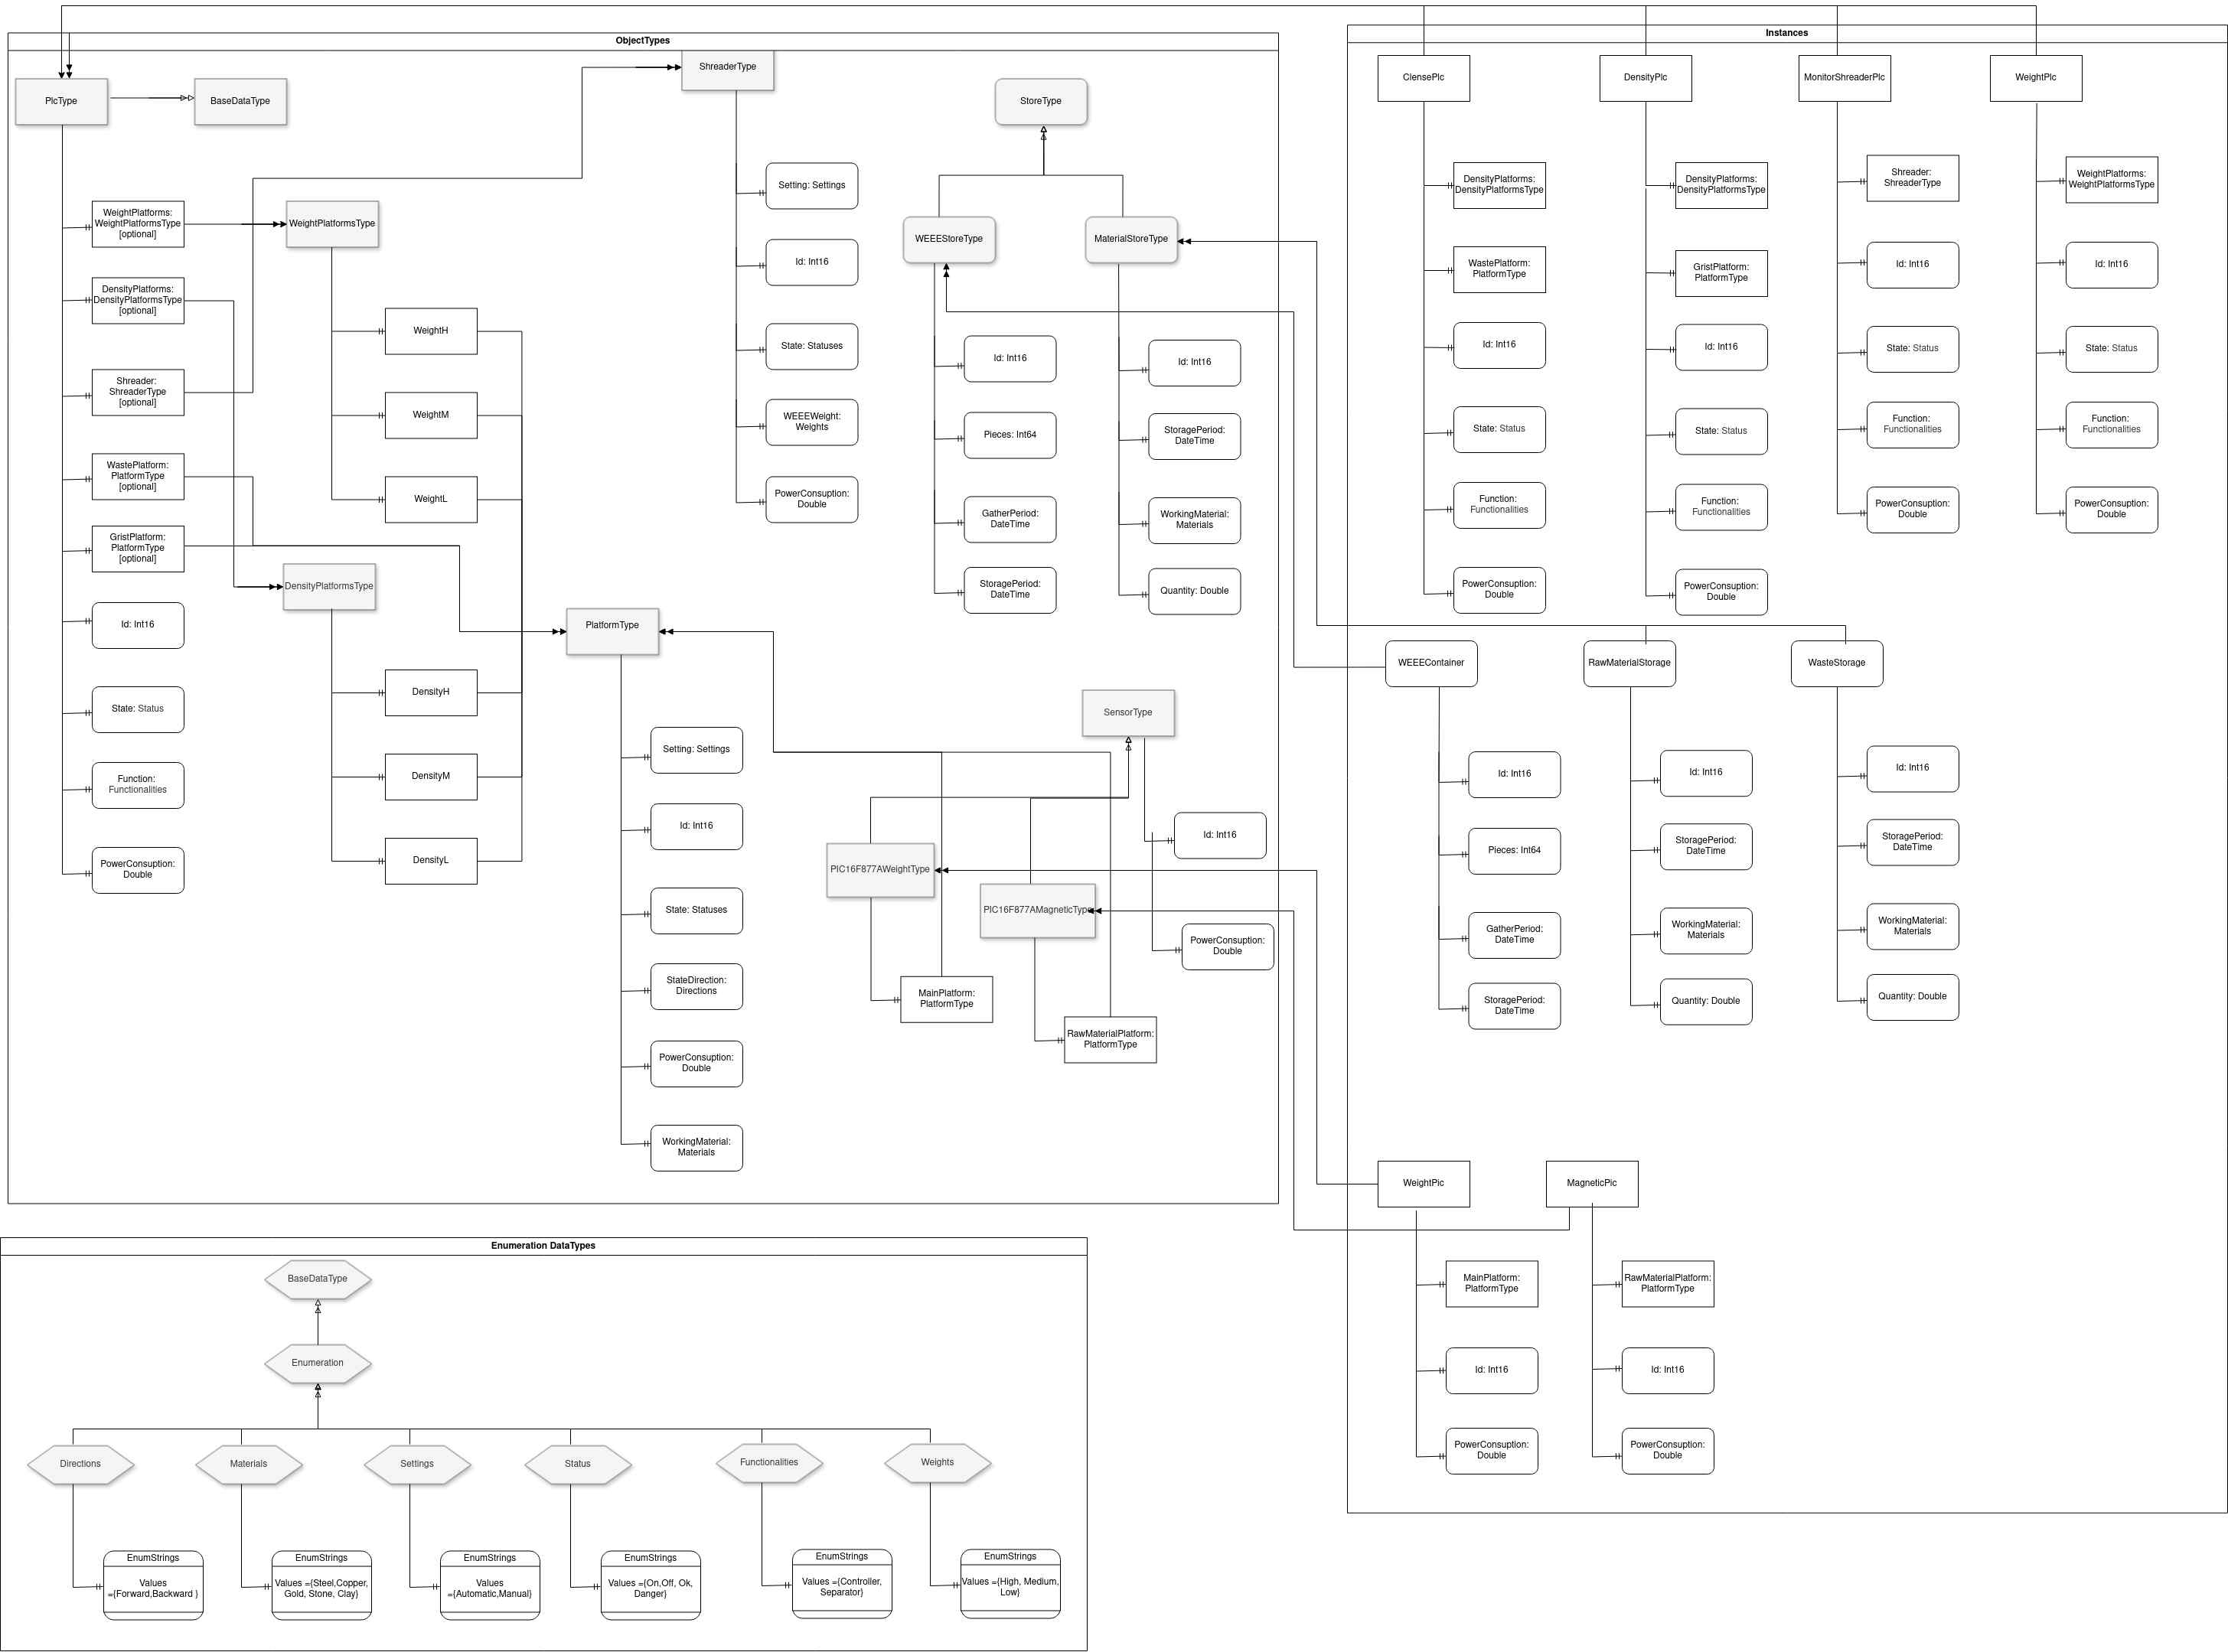 ObjectTypes
PlcType
BaseDataType
ShreaderType
StoreType
WeightPlatforms:
WeightPlatformsType
[optional]
DensityPlatforms:
DensityPlatformsType
[optional]
Shreader:
ShreaderType
[optional]
WastePlatform:
PlatformType
[optional]
GristPlatform:
PlatformType
[optional]
Id: Int16
State: Status
Function:
Functionalities
PowerConsuption:
Double
WeightPlatformsType
WeightH
WeightM
WeightL
DensityPlatformsType
DensityH
DensityM
DensityL
Setting: Settings
Id: Int16
State: Statuses
WEEEWeight:
Weights
PowerConsuption:
Double
PlatformType
Setting: Settings
Id: Int16
State: Statuses
StateDirection:
Directions
PowerConsuption:
Double
WorkingMaterial:
Materials
WEEEStoreType
Id: Int16
Pieces: Int64
GatherPeriod:
DateTime
StoragePeriod:
DateTime
MaterialStoreType
Id: Int16
StoragePeriod:
DateTime
WorkingMaterial:
Materials
Quantity: Double
SensorType
Id: Int16
PowerConsuption:
Double
PIC16F877AWeightType
MainPlatform:
PlatformType
PIC16F877AMagneticType
RawMaterialPlatform:
PlatformType
Instances
ClensePlc
DensityPlatforms:
DensityPlatformsType
WastePlatform:
PlatformType
Id: Int16
State: Status
Function:
Functionalities
PowerConsuption:
Double
DensityPlc
DensityPlatforms:
DensityPlatformsType
GristPlatform:
PlatformType
Id: Int16
State: Status
Function:
Functionalities
PowerConsuption:
Double
MonitorShreaderPlc
Shreader:
ShreaderType
Id: Int16
State: Status
Function:
Functionalities
PowerConsuption:
Double
WeightPlc
WeightPlatforms:
WeightPlatformsType
Id: Int16
State: Status
Function:
Functionalities
PowerConsuption:
Double
WEEEContainer
Id: Int16
Pieces: Int64
GatherPeriod:
DateTime
StoragePeriod:
DateTime
RawMaterialStorage
Id: Int16
StoragePeriod:
DateTime
WorkingMaterial:
Materials
Quantity: Double
WasteStorage
Id: Int16
StoragePeriod:
DateTime
WorkingMaterial:
Materials
Quantity: Double
WeightPic
MainPlatform:
PlatformType
Id: Int16
PowerConsuption:
Double
MagneticPic
RawMaterialPlatform:
PlatformType
Id: Int16
PowerConsuption:
Double
Enumeration DataTypes
BaseDataType
Enumeration
Directions
Materials
Settings
Status
Functionalities
Weights
EnumStrings
Values
={Forward,Backward }
EnumStrings
Values ={Steel,Copper,
Gold, Stone, Clay}
EnumStrings
Values
={Automatic,Manual}
EnumStrings
Values ={On,Off, Ok,
Danger}
EnumStrings
Values ={Controller,
Separator}
EnumStrings
Values ={High, Medium,
Low}